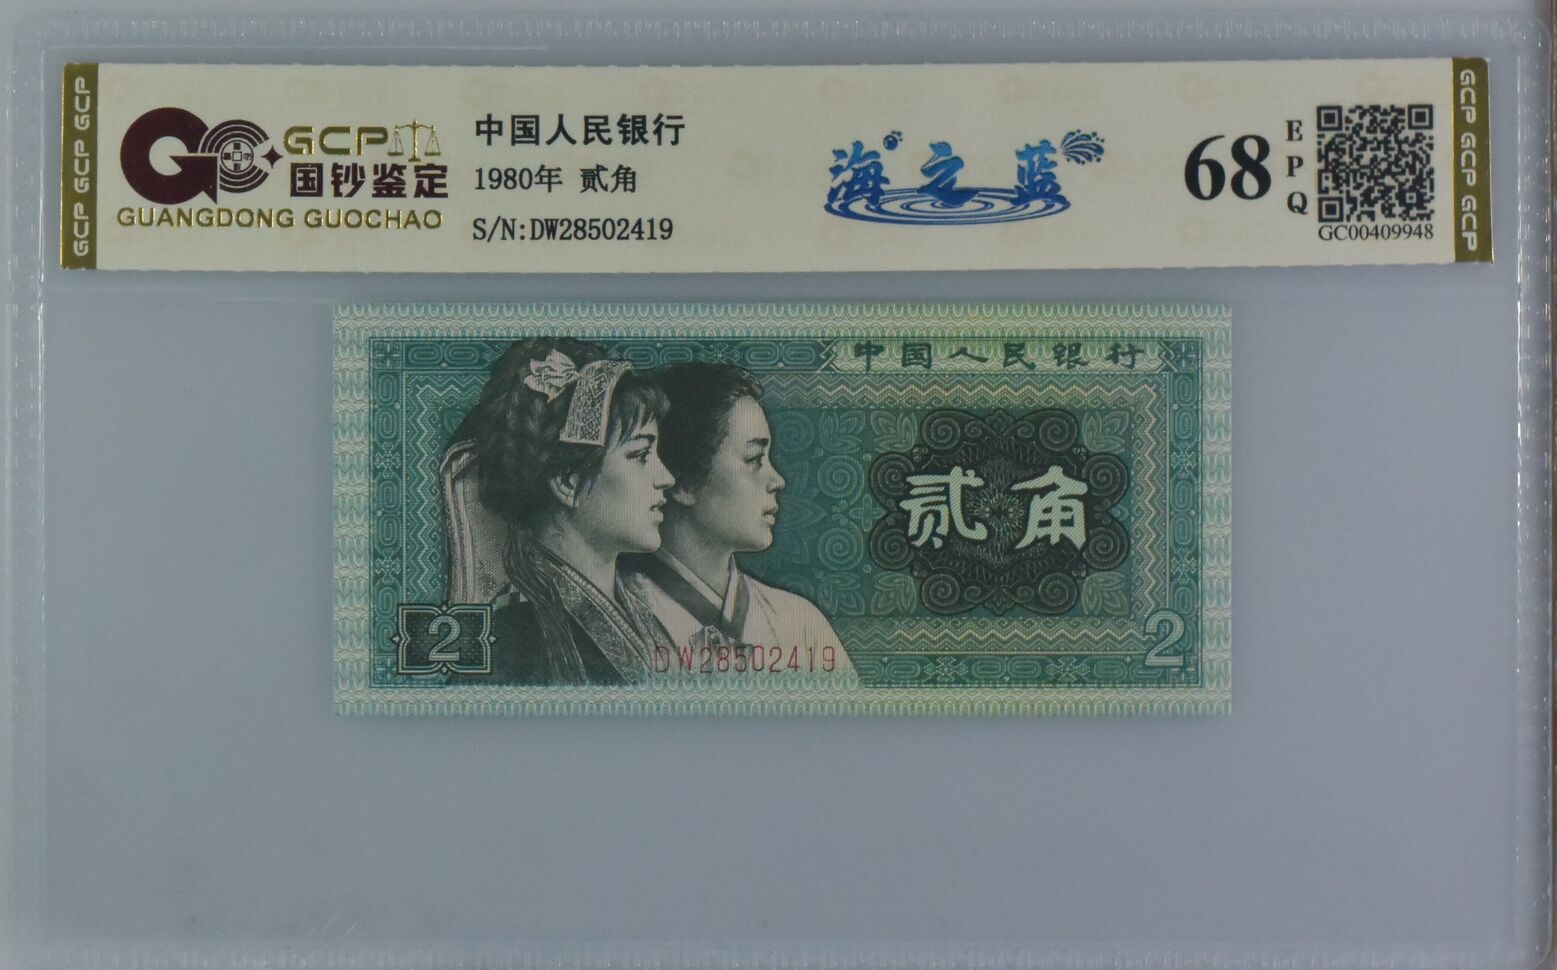 GCP GCP GCP
GCP
国钞鉴定
GUANGDONG GUOCHAO
中国人民银行
1980年 贰角
S/N:DW28502419
海之蓝
68
EPQ
GC00409948
GCP GCP GCP
中国人民银行
贰角
2
2
DW28502419